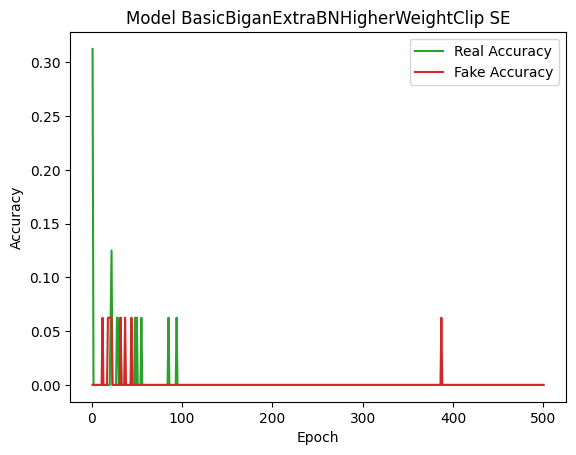 Model BasicBiganExtraBNHigherWeightClip SE
Real Accuracy
Fake Accuracy
Accuracy
0.30
0.25
0.20
0.15
0.10
0.05
0.00
0 100 200 300 400 500
Epoch